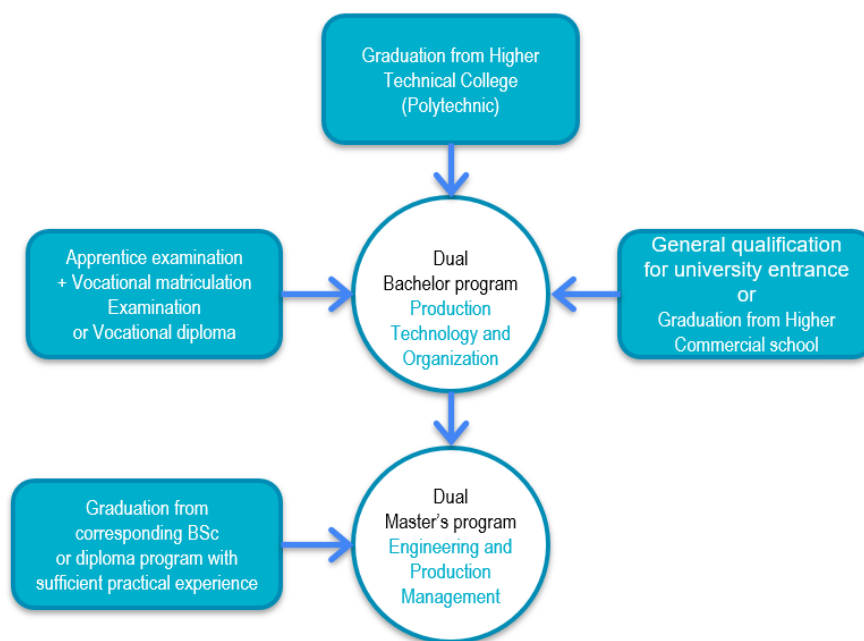 Graduation from Higher
Technical College
(Polytechnic)
Apprentice examination
+ Vocational matriculation
Examination
or Vocational diploma
Dual
Bachelor program
Production
Technology and
Organization
General qualification
for university entrance
or
Graduation from Higher
Commercial school
Graduation from
corresponding BSc
or diploma program with
sufficient practical experience
Dual
Master's program
Engineering and
Production
Management